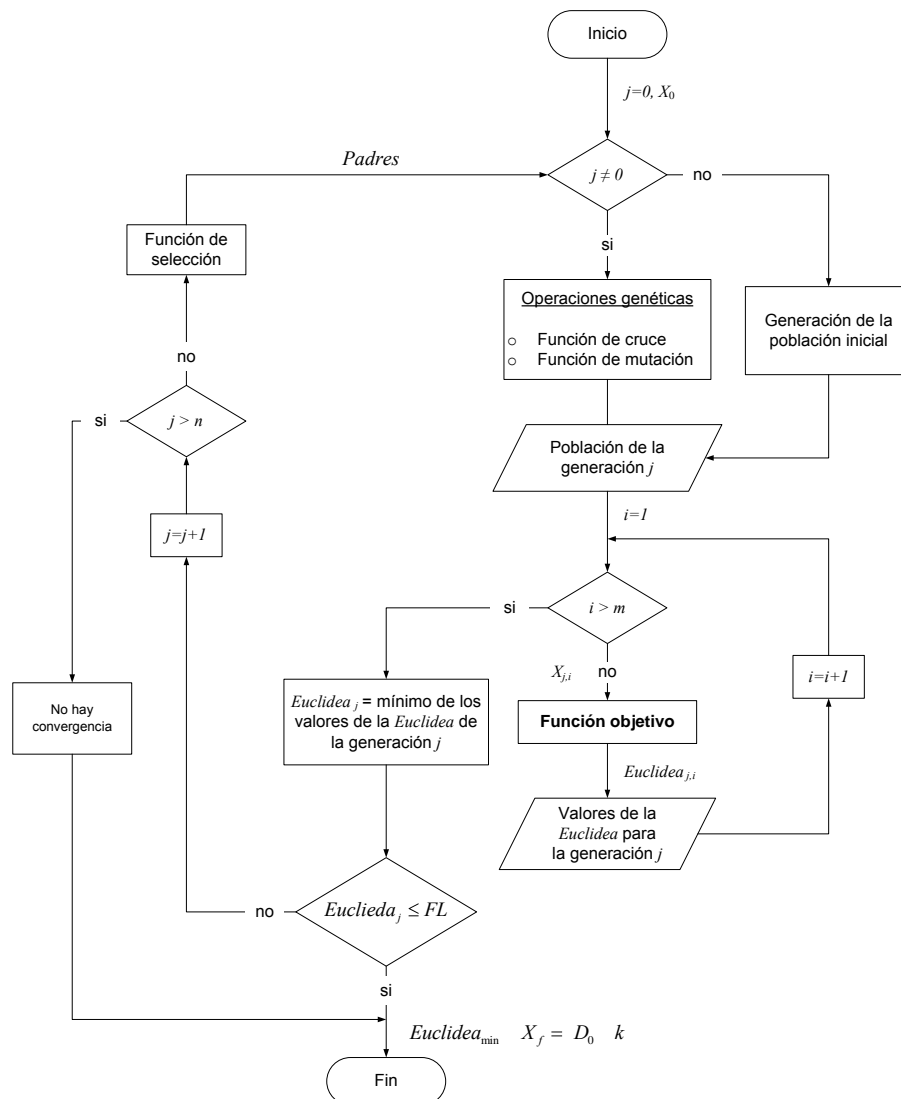 Inicio
j=0, X0
Padres
j ≠ 0
no
si
Función de
selección
Operaciones genéticas
○ Función de cruce
○ Función de mutación
Generación de la
población inicial
no
si
j > n
Población de la
generación j
i=1
j=j+1
si
i > m
Xj,i
no
i=i+1
No hay
convergencia
Euclidea j = mínimo de los
valores de la Euclidea de
la generación j
Función objetivo
Euclideaj,i
Valores de la
Euclidea para
la generación j
no
Euclieda j ≤ FL
si
Euclideamin Xf = D0 k
Fin